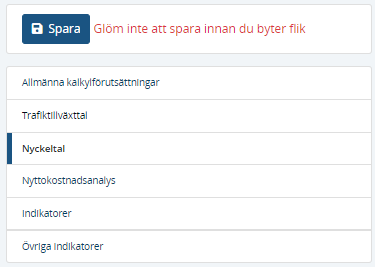 Spara Glöm inte att spara innan du byter flik
Allmänna kalkylförutsättningar
Trafiktillväxttal
Nyckeltal
Nyttokostnadsanalys
Indikatorer
Övriga indikatorer